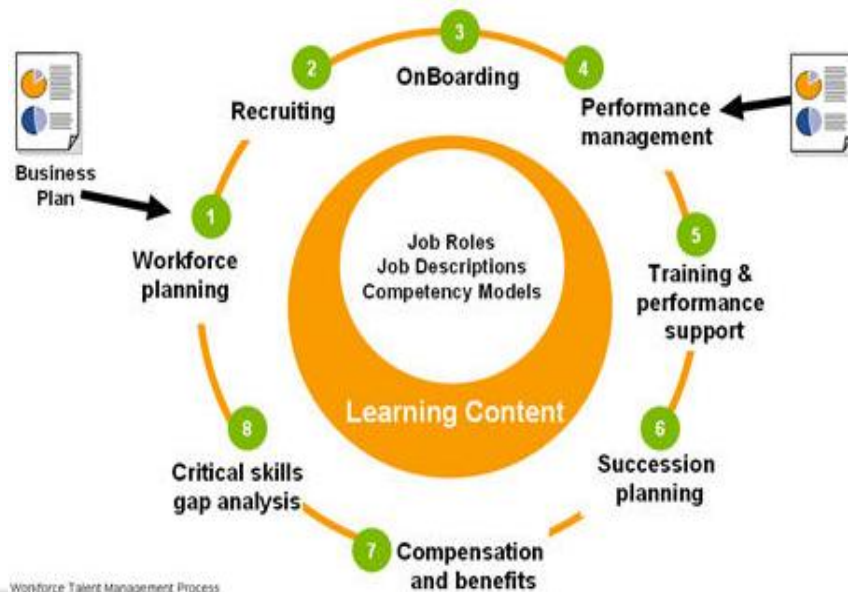 3
OnBoarding
2
Recruiting
4
Performance
management
Business
Plan
1
Workforce
planning
5
Training &
performance
support
Job Roles
Job Descriptions
Competency Models
Learning Content
6
Succession
planning
8
Critical skills
gap analysis
7
Compensation
and benefits
Workforce Talent Management Process